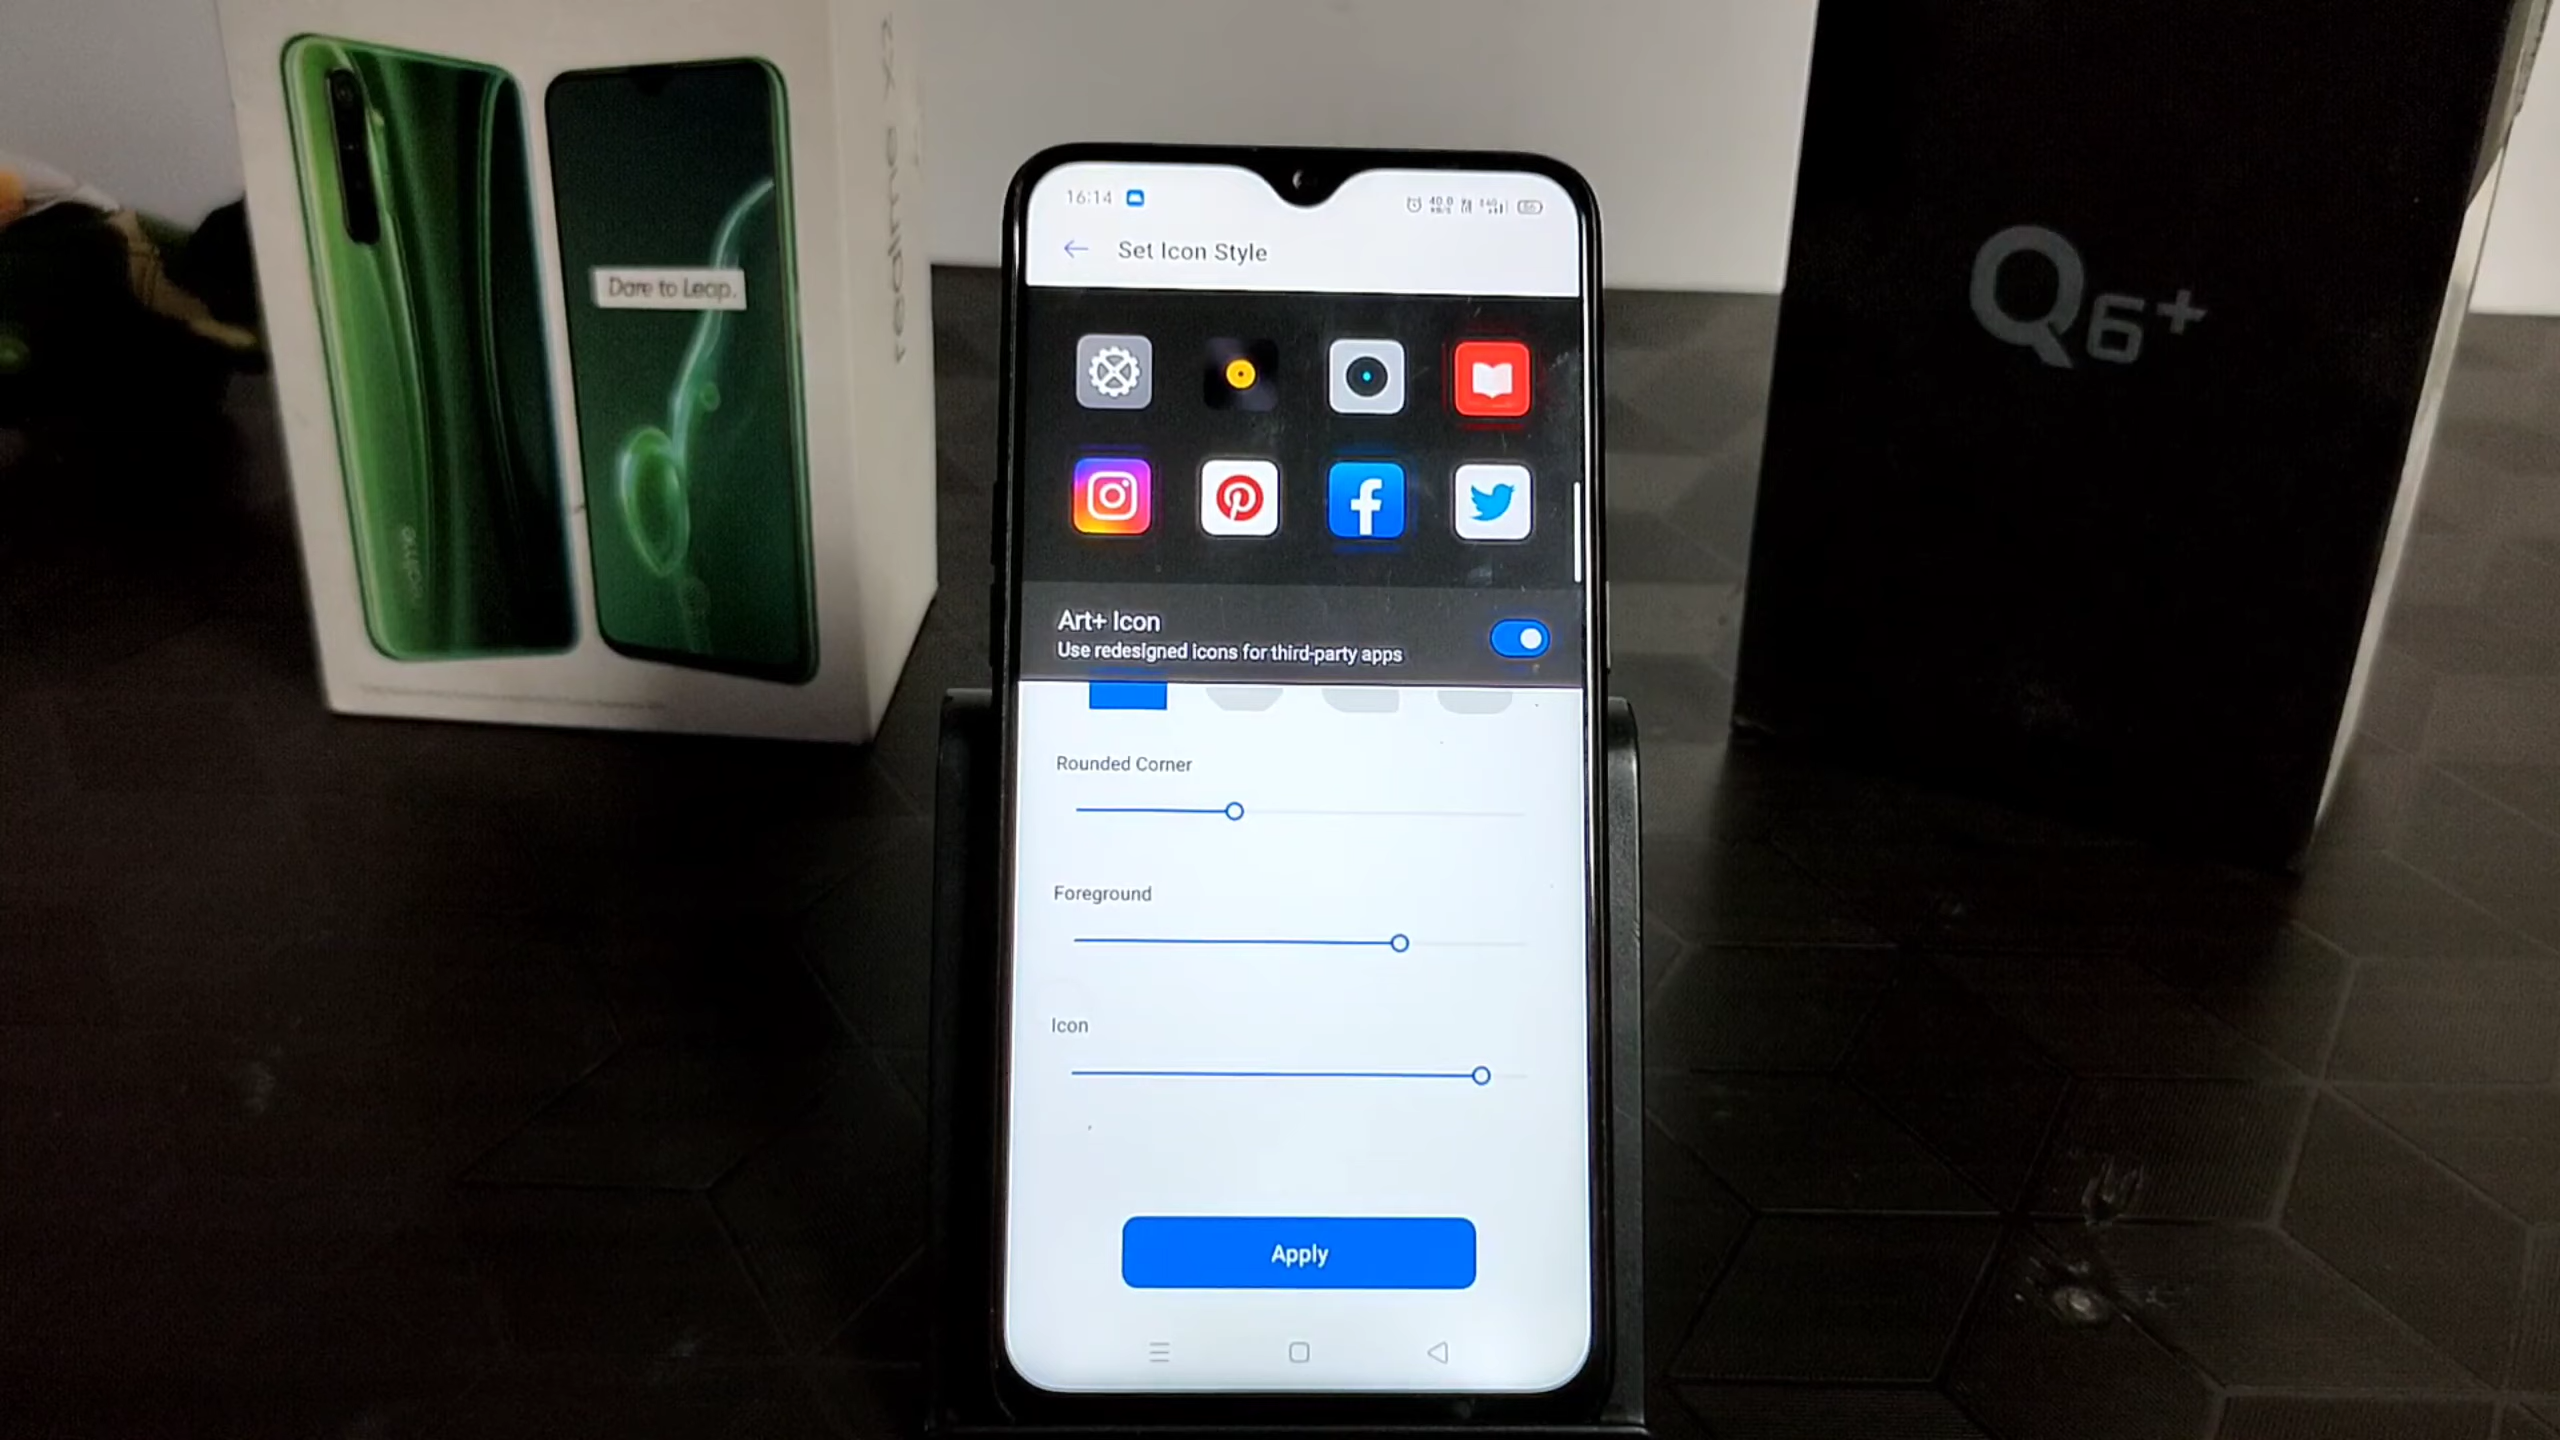 realme X2
Dare to Leap.
realme
Q6+
16:14
Set Icon Style
Art+ Icon
Use redesigned icons for third-party apps
Rounded Corner
Foreground
Icon
Apply